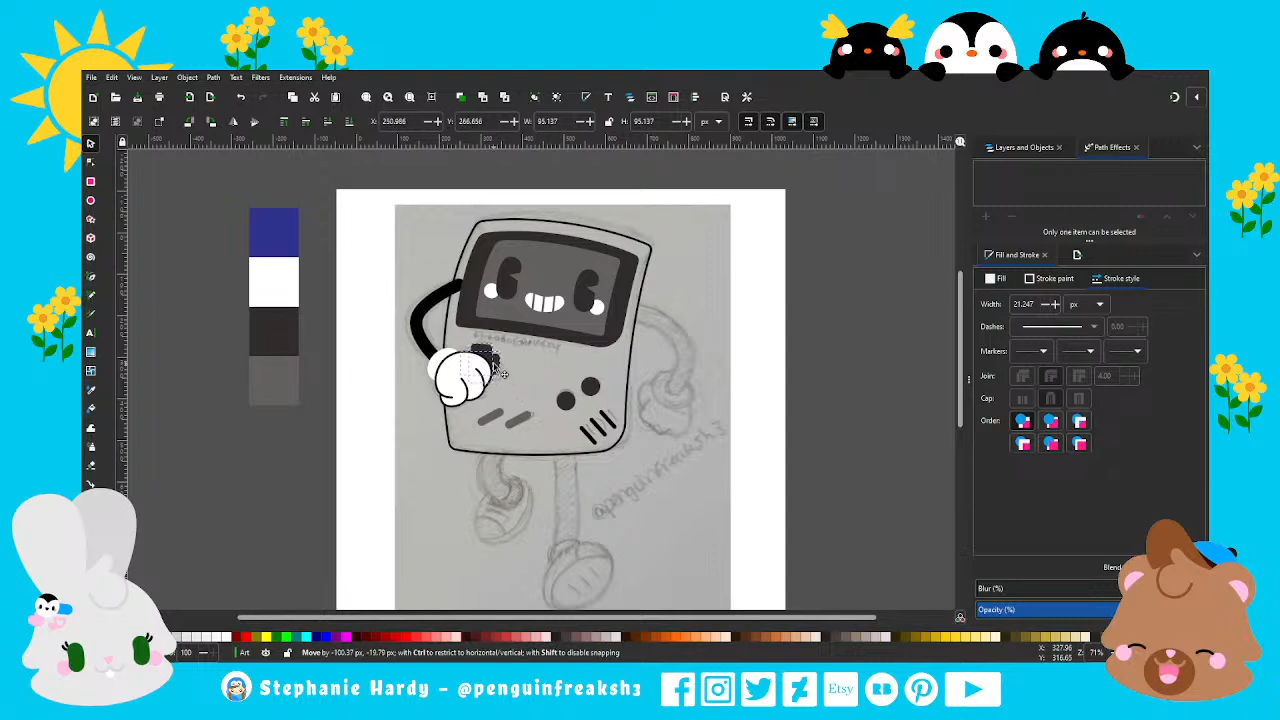 File Edit View Layer Object Path Text Filters Extensions Help
X: 250.986 Y: 266.656 W: 95.137 H: 95.137 px
Layers and Objects Path Effects
Only one item can be selected
Fill and Stroke
Fill Stroke paint Stroke style
Width: 21.247 px
Dashes: 0.00
Markers:
Join: 4.00
Cap:
Order:
@penguinfreaksh3
Blur (%)
Opacity (%)
100 Art Move by -100.37 px, -19.79 px; with Ctrl to restrict to horizontal/vertical; with Shift to disable snapping
X: 327.96
Y: 316.65
Z: 71%
Stephanie Hardy - @penguinfreaksh3
Etsy
RB